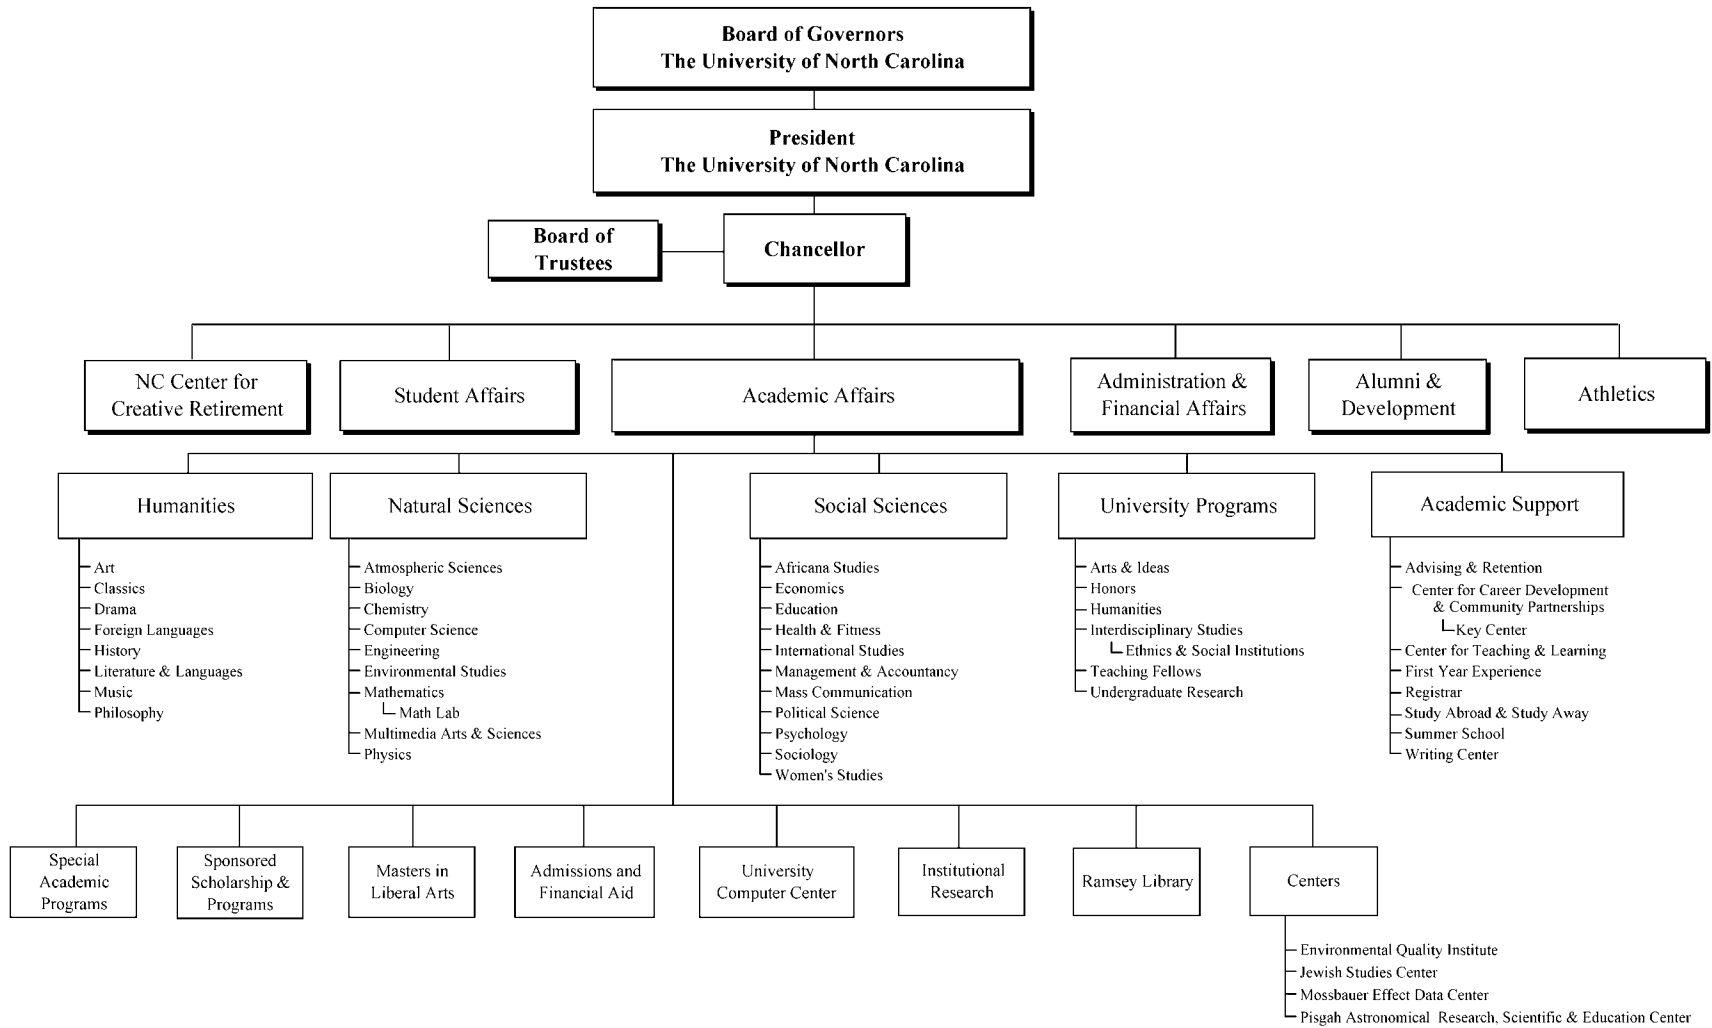 Board of Governors
The University of North Carolina
President
The University of North Carolina
Board of
Trustees
Chancellor
NC Center for
Creative Retirement
Student Affairs
Academic Affairs
Administration &
Financial Affairs
Alumni &
Development
Athletics
Humanities
Natural Sciences
Social Sciences
University Programs
Academic Support
Art
Classics
Drama
Foreign Languages
History
Literature & Languages
Music
Philosophy
Atmospheric Sciences
Biology
Chemistry
Computer Science
Engineering
Environmental Studies
Mathematics
Math Lab
Multimedia Arts & Sciences
Physics
Africana Studies
Economics
Education
Health & Fitness
International Studies
Management & Accountancy
Mass Communication
Political Science
Psychology
Sociology
Women's Studies
Arts & Ideas
Honors
Humanities
Interdisciplinary Studies
Ethnics & Social Institutions
Teaching Fellows
Undergraduate Research
Advising & Retention
Center for Career Development
& Community Partnerships
Key Center
Center for Teaching & Learning
First Year Experience
Registrar
Study Abroad & Study Away
Summer School
Writing Center
Special
Academic
Programs
Sponsored
Scholarship &
Programs
Masters in
Liberal Arts
Admissions and
Financial Aid
University
Computer Center
Institutional
Research
Ramsey Library
Centers
Environmental Quality Institute
Jewish Studies Center
Mossbauer Effect Data Center
Pisgah Astronomical Research, Scientific & Education Center